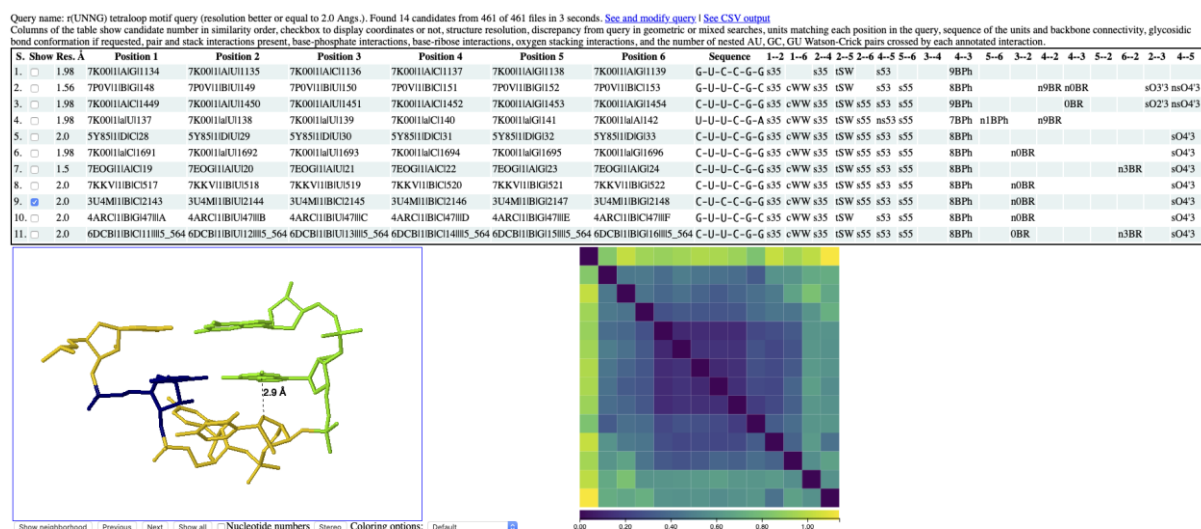 Query name: r(UNNG) tetraloop motif query (resolution better or equal to 2.0 Angs.). Found 14 candidates from 461 of 461 files in 3 seconds. See and modify query | See CSV output
Columns of the table show candidate number in similarity order, checkbox to display coordinates or not, structure resolution, discrepancy from query in geometric or mixed searches, units matching each position in the query, sequence of the units and backbone connectivity, glycosidic
bond conformation if requested, pair and stack interactions present, base-phosphate interactions, base-ribose interactions, oxygen stacking interactions, and the number of nested AU, GC, GU Watson-Crick pairs crossed by each annotated interaction.
S. Show Res. Å Position 1 Position 2 Position 3 Position 4 Position 5 Position 6 Sequence 1--2 1--6 2--4 2--5 2--6 4--5 5--6 3--4 4--3 5--6 4--2 4--3 5--2 6--2 2--3 4--5
1. 1.98 7K00|1|A|G|1134 7K00|1|A|U|1135 7K00|1|A|C|1136 7K00|1|A|C|1137 7K00|1|A|G|1138 7K00|1|A|G|1139 G-U-C-C-G-G s35 s35 tSW s53 9BPh
2. 1.56 7P0V|1|B|G|148 7P0V|1|B|U|149 7P0V|1|B|U|150 7P0V|1|B|C|151 7P0V|1|B|G|152 7P0V|1|B|C|153 G-U-U-C-G-C s35 cWW s35 tSW s53 s55 8BPh n9BR n0BR sO3'3 nsO4'3
3. 1.98 7K00|1|A|C|1449 7K00|1|A|U|1450 7K00|1|A|U|1451 7K00|1|A|C|1452 7K00|1|A|G|1453 7K00|1|A|G|1454 C-U-U-C-G-G s35 cWW s35 tSW s55 s53 s55 9BPh 0BR sO2'3 nsO4'3
4. 1.98 7K00|1|a|U|137 7K00|1|a|U|138 7K00|1|a|U|139 7K00|1|a|C|140 7K00|1|a|G|141 7K00|1|a|A|142 U-U-U-C-G-A s35 cWW s35 tSW s55 ns53 s55 7BPh n1BPh n9BR
5. 2.0 5Y85|1|D|C|28 5Y85|1|D|U|29 5Y85|1|D|U|30 5Y85|1|D|C|31 5Y85|1|D|G|32 5Y85|1|D|G|33 C-U-U-C-G-G s35 cWW s35 tSW s55 s53 s55 8BPh sO4'3
6. 1.98 7K00|1|a|C|1691 7K00|1|a|U|1692 7K00|1|a|U|1693 7K00|1|a|C|1694 7K00|1|a|G|1695 7K00|1|a|G|1696 C-U-U-C-G-G s35 cWW s35 tSW s55 s53 s55 8BPh n0BR sO4'3
7. 1.5 7EOG|1|A|C|19 7EOG|1|A|U|20 7EOG|1|A|U|21 7EOG|1|A|C|22 7EOG|1|A|G|23 7EOG|1|A|G|24 C-U-U-C-G-G s35 cWW s35 tSW s55 s53 s55 8BPh n3BR sO4'3
8. 2.0 7KKV|1|B|C|517 7KKV|1|B|U|518 7KKV|1|B|U|519 7KKV|1|B|C|520 7KKV|1|B|G|521 7KKV|1|B|G|522 C-U-U-C-G-G s35 cWW s35 tSW s55 s53 s55 8BPh n0BR sO4'3
9. 2.0 3U4M|1|B|C|2143 3U4M|1|B|U|2144 3U4M|1|B|U|2145 3U4M|1|B|C|2146 3U4M|1|B|G|2147 3U4M|1|B|G|2148 C-U-U-C-G-G s35 cWW s35 tSW s55 s53 s55 8BPh n0BR sO4'3
10. 2.0 4ARC|1|B|G|47|||A 4ARC|1|B|U|47|||B 4ARC|1|B|U|47|||C 4ARC|1|B|C|47|||D 4ARC|1|B|G|47|||E 4ARC|1|B|C|47|||F G-U-U-C-G-C s35 cWW s35 tSW s53 s55 8BPh n0BR sO4'3
11. 2.0 6DCB|1|B|C|11||||5_564 6DCB|1|B|U|12||||5_564 6DCB|1|B|U|13||||5_564 6DCB|1|B|C|14||||5_564 6DCB|1|B|G|15||||5_564 6DCB|1|B|G|16||||5_564 C-U-U-C-G-G s35 cWW s35 tSW s55 s53 s55 8BPh 0BR n3BR sO4'3
2.9 Å
Show neighborhood Previous Next Show all Nucleotide numbers Stereo Coloring options: Default
0.00 0.20 0.40 0.60 0.80 1.00